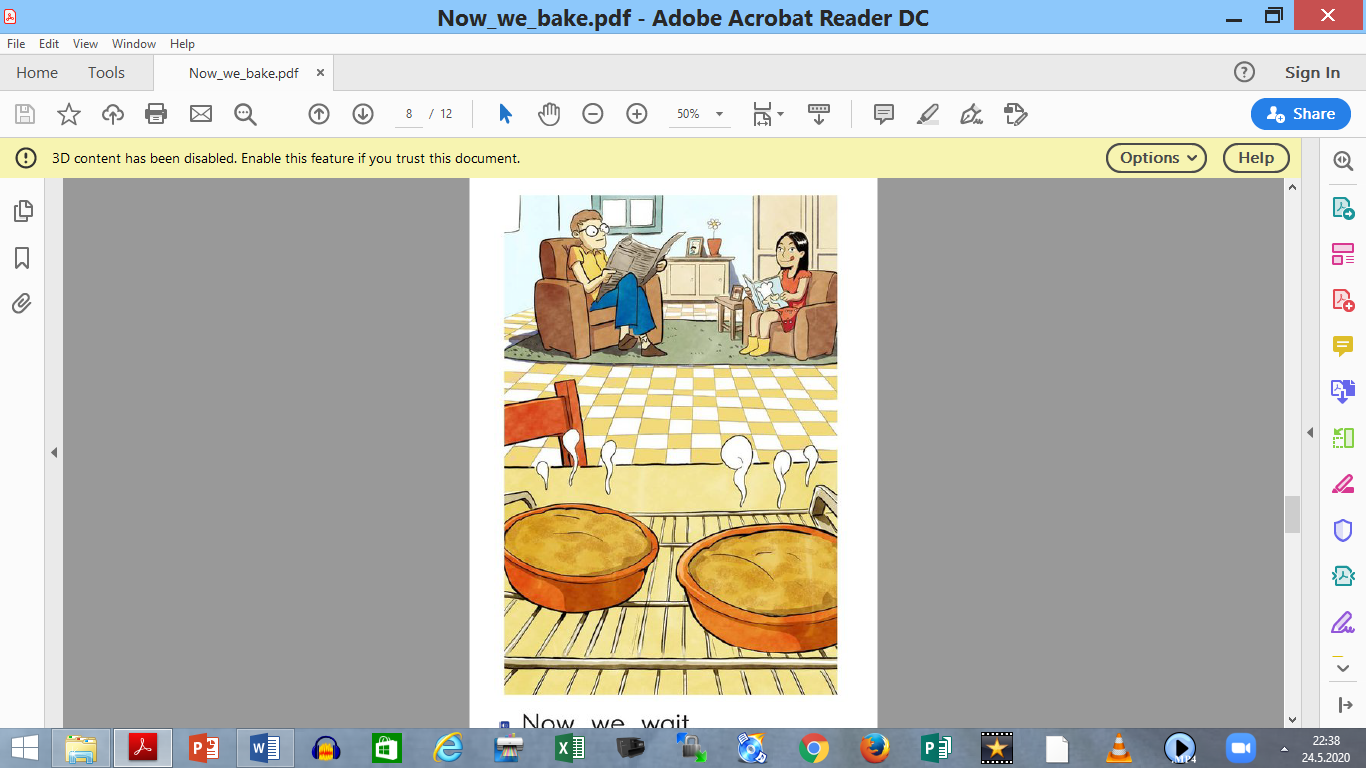 Now_we_bake.pdf - Adobe Acrobat Reader DC
File Edit View Window Help
Home Tools Now_we_bake.pdf × Sign In
8 / 12 50% Share
3D content has been disabled. Enable this feature if you trust this document. Options Help
Now we wait
22:38
24.5.2020